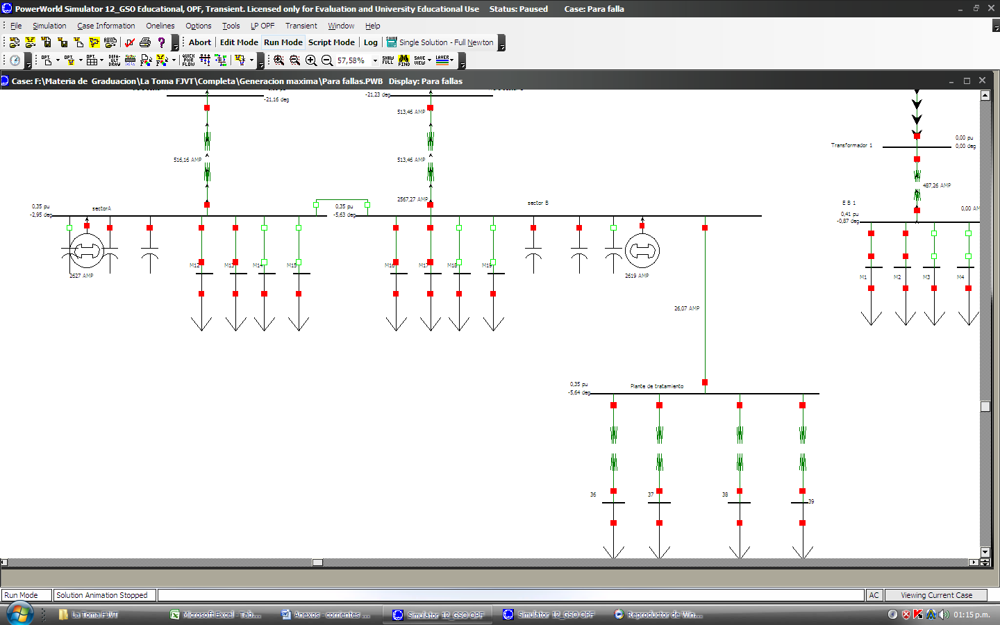 PowerWorld Simulator 12_GSO Educational, OPF, Transient. Licensed only for Evaluation and University Educational Use Status: Paused Case: Para falla
File Simulation Case Information Onelines Options Tools LP OPF Transient Window Help
Abort Edit Mode Run Mode Script Mode Log Single Solution - Full Newton
57,58%
Case: F:\Materia de Graduacion\La Toma FJVT\Completa\Generacion maxima\Para fallas.PWB Display: Para fallas
-21,16 deg
-21,23 deg
513,46 AMP
516,16 AMP
513,46 AMP
2567,27 AMP
Transformador 1
0,00 pu
0,00 deg
487,26 AMP
0,35 pu
-2,95 deg
sectorA
0,35 pu
-5,63 deg
sector B
E B 1
0,41 pu
-0,87 deg
0,00 AM
M12 M13 M14 M15
M16 M17 M18 M19
2627 AMP
2619 AMP
M1 M2 M3 M4
26,07 AMP
0,35 pu
-5,64 deg
Plante de tratamiento
36 37 38 39
Run Mode Solution Animation Stopped AC Viewing Current Case
La Toma FJVT Microsoft Excel - Tab... Anexos - corrientes ... Simulator 12_GSO OPF Simulator 12_GSO OPF Reproductor de Win... 01:15 p.m.